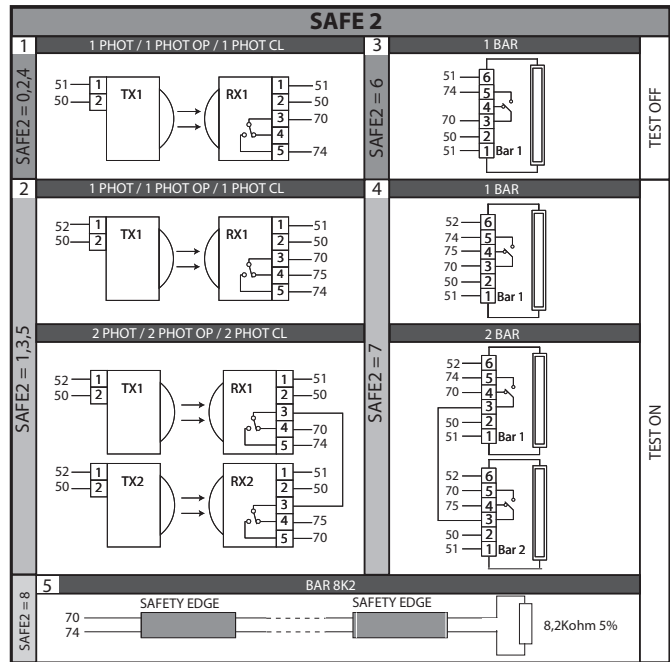 SAFE 2
1 1 PHOT / 1 PHOT OP / 1 PHOT CL
SAFE2 = 0,2,4
51 1
50 2
TX1
RX1
1 51
2 50
3 70
4
5 74
3 1 BAR
SAFE2 = 6
51 6
74 5
4
70 3
50 2
51 1 Bar 1
TEST OFF
2 1 PHOT / 1 PHOT OP / 1 PHOT CL
SAFE2 = 1,3,5
52 1
50 2
TX1
RX1
1 51
2 50
3 70
4 75
5 74
2 PHOT / 2 PHOT OP / 2 PHOT CL
52 1
50 2
TX1
RX1
1 51
2 50
3
4 70
5 74
52 1
50 2
TX2
RX2
1 51
2 50
3
4 75
5 70
4 1 BAR
SAFE2 = 7
52 6
74 5
75 4
70 3
50 2
51 1 Bar 1
2 BAR
52 6
74 5
70 4
3
50 2
51 1 Bar 1
52 6
70 5
75 4
3
50 2
51 1 Bar 2
TEST ON
5 BAR 8K2
SAFE2 = 8
SAFETY EDGE
SAFETY EDGE
70
74
8,2Kohm 5%